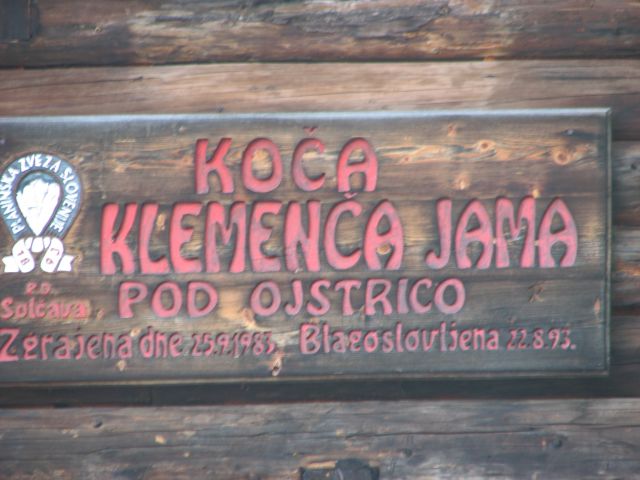 KOČA
KLEMENČA JAMA
POD OJSTRICO
PLANINSKA ZVEZA SLOVENIJE
P.D.
Solčava
Zgrajena dne 25.9.1983. Blagoslovljena 22.8.93.